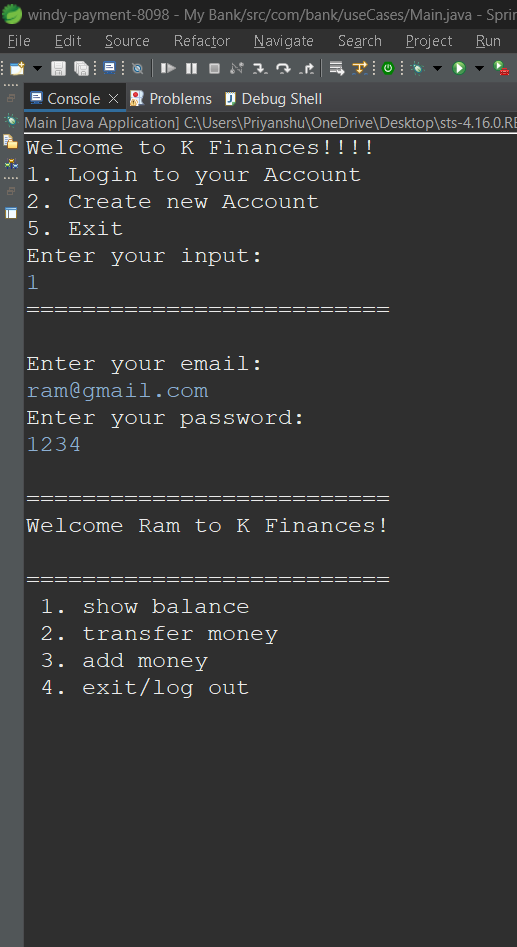 windy-payment-8098 - My Bank/src/com/bank/useCases/Main.java - Sprin
File Edit Source Refactor Navigate Search Project Run
Console Problems Debug Shell
Main [Java Application] C:\Users\Priyanshu\OneDrive\Desktop\sts-4.16.0.RE
Welcome to K Finances!!!!
1. Login to your Account
2. Create new Account
5. Exit
Enter your input:
1
==========================
Enter your email:
ram@gmail.com
Enter your password:
1234
==========================
Welcome Ram to K Finances!
==========================
1. show balance
2. transfer money
3. add money
4. exit/log out